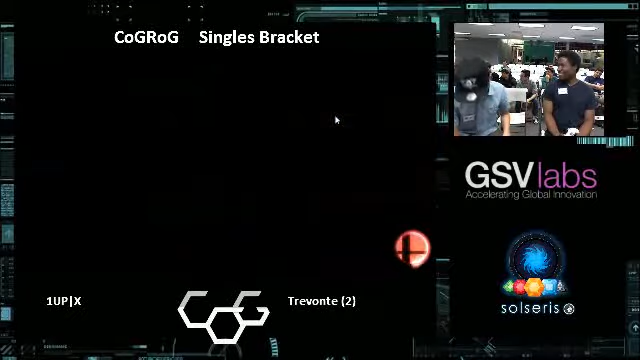 CoGRoG Singles Bracket
GSVlabs
Accelerating Global Innovation
solseris
1UP|X
Trevonte (2)